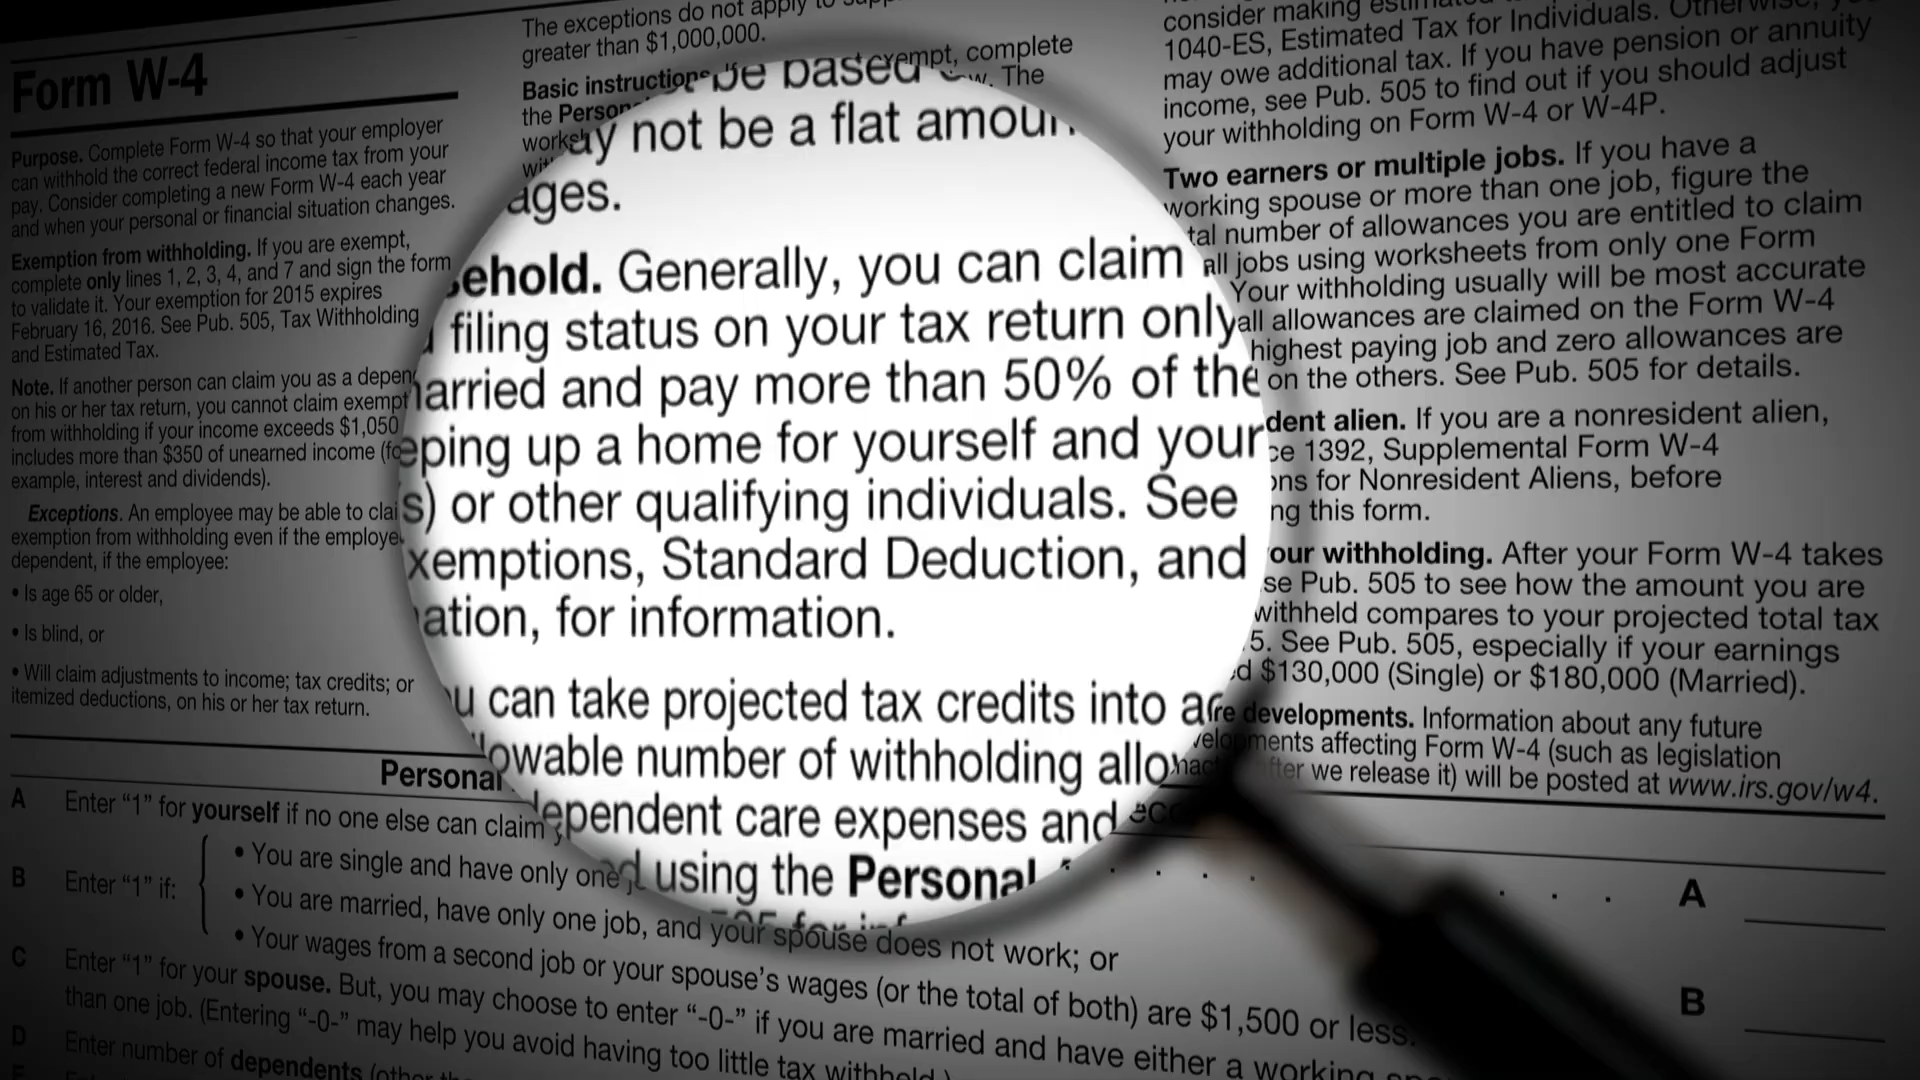 Form W-4
Purpose. Complete Form W-4 so that your employer
can withhold the correct federal income tax from your
pay. Consider completing a new Form W-4 each year
and when your personal or financial situation changes.
Exemption from withholding. If you are exempt,
complete only lines 1, 2, 3, 4, and 7 and sign the form
to validate it. Your exemption for 2015 expires
February 16, 2016. See Pub. 505, Tax Withholding
and Estimated Tax.
Note. If another person can claim you as a depen
on his or her tax return, you cannot claim exempt
from withholding if your income exceeds $1,050
includes more than $350 of unearned income (fo
example, interest and dividends).
Exceptions. An employee may be able to clai
exemption from withholding even if the employe
dependent, if the employee:
• Is age 65 or older,
• Is blind, or
• Will claim adjustments to income; tax credits; or
itemized deductions, on his or her tax return.
The exceptions do not apply to
greater than $1,000,000.
Basic instructions exempt, complete
the Person w. The
works
be based
ay not be a flat amoun
ages.
sehold. Generally, you can claim
filing status on your tax return only
arried and pay more than 50% of the
eping up a home for yourself and your
s) or other qualifying individuals. See
xemptions, Standard Deduction, and
ation, for information.
u can take projected tax credits into ac
lowable number of withholding allo
dependent care expenses and
d using the Personal
consider making
1040-ES, Estimated Tax for Individuals. Otherwise,
may owe additional tax. If you have pension or annuity
income, see Pub. 505 to find out if you should adjust
your withholding on Form W-4 or W-4P.
Two earners or multiple jobs. If you have a
working spouse or more than one job, figure the
tal number of allowances you are entitled to claim
all jobs using worksheets from only one Form
Your withholding usually will be most accurate
all allowances are claimed on the Form W-4
highest paying job and zero allowances are
on the others. See Pub. 505 for details.
dent alien. If you are a nonresident alien,
ce 1392, Supplemental Form W-4
ons for Nonresident Aliens, before
ng this form.
our withholding. After your Form W-4 takes
se Pub. 505 to see how the amount you are
withheld compares to your projected total tax
5. See Pub. 505, especially if your earnings
d $130,000 (Single) or $180,000 (Married).
re developments. Information about any future
velopments affecting Form W-4 (such as legislation
after we release it) will be posted at www.irs.gov/w4.
Personal
A Enter “1” for yourself if no one else can claim . . . . . . . A
B Enter “1” if:
• You are single and have only one
• You are married, have only one job, and your spouse does not work; or
• Your wages from a second job or your spouse’s wages (or the total of both) are $1,500 or less.
B
C Enter “1” for your spouse. But, you may choose to enter “-0-” if you are married and have either a working
than one job. (Entering “-0-” may help you avoid having too little tax withheld.)
D Enter number of dependents (other